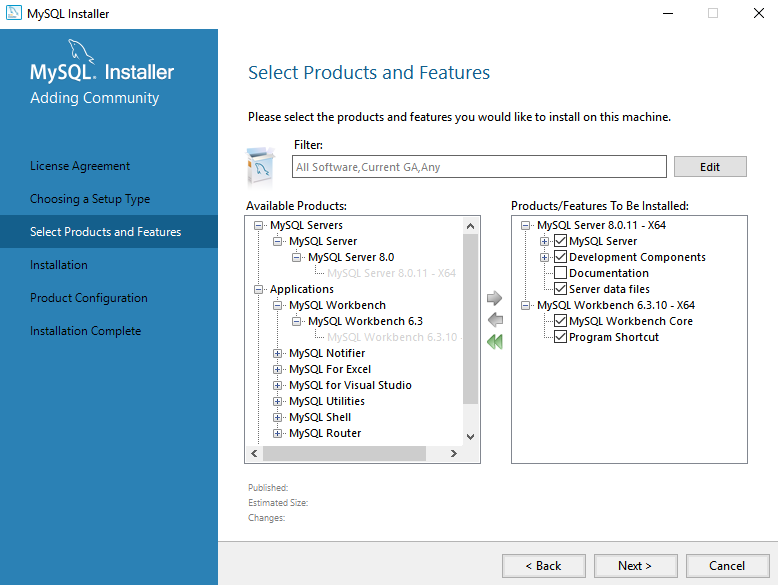 MySQL Installer
MySQL. Installer
Adding Community
License Agreement
Choosing a Setup Type
Select Products and Features
Installation
Product Configuration
Installation Complete
Select Products and Features
Please select the products and features you would like to install on this machine.
Filter:
All Software,Current GA,Any
Edit
Available Products:
MySQL Servers
MySQL Server
MySQL Server 8.0
MySQL Server 8.0.11 - X64
Applications
MySQL Workbench
MySQL Workbench 6.3
MySQL Workbench 6.3.10
MySQL Notifier
MySQL For Excel
MySQL for Visual Studio
MySQL Utilities
MySQL Shell
MySQL Router
Products/Features To Be Installed:
MySQL Server 8.0.11 - X64
MySQL Server
Development Components
Documentation
Server data files
MySQL Workbench 6.3.10 - X64
MySQL Workbench Core
Program Shortcut
Published:
Estimated Size:
Changes:
< Back
Next >
Cancel